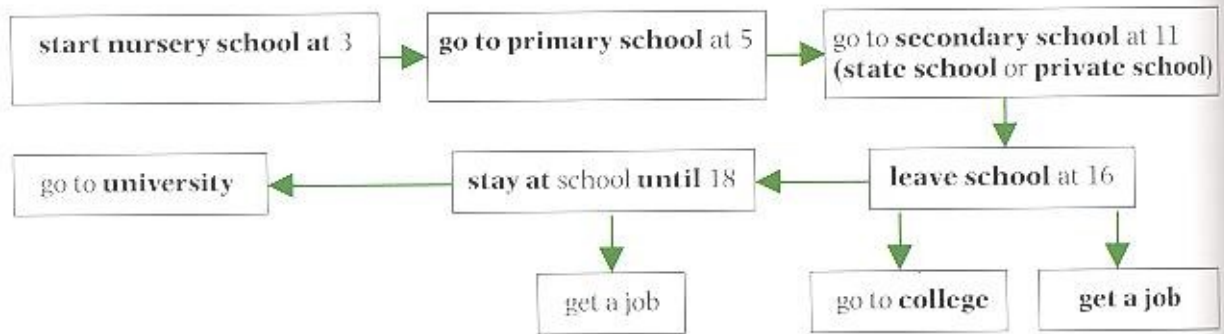 start nursery school at 3
go to primary school at 5
go to secondary school at 11
(state school or private school)
go to university
stay at school until 18
leave school at 16
get a job
go to college
get a job